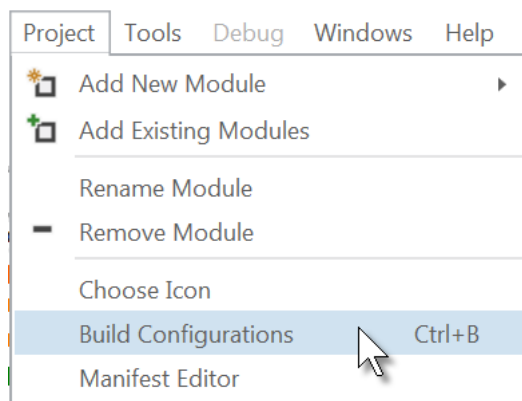 Project Tools Debug Windows Help
Add New Module
Add Existing Modules
Rename Module
Remove Module
Choose Icon
Build Configurations Ctrl+B
Manifest Editor